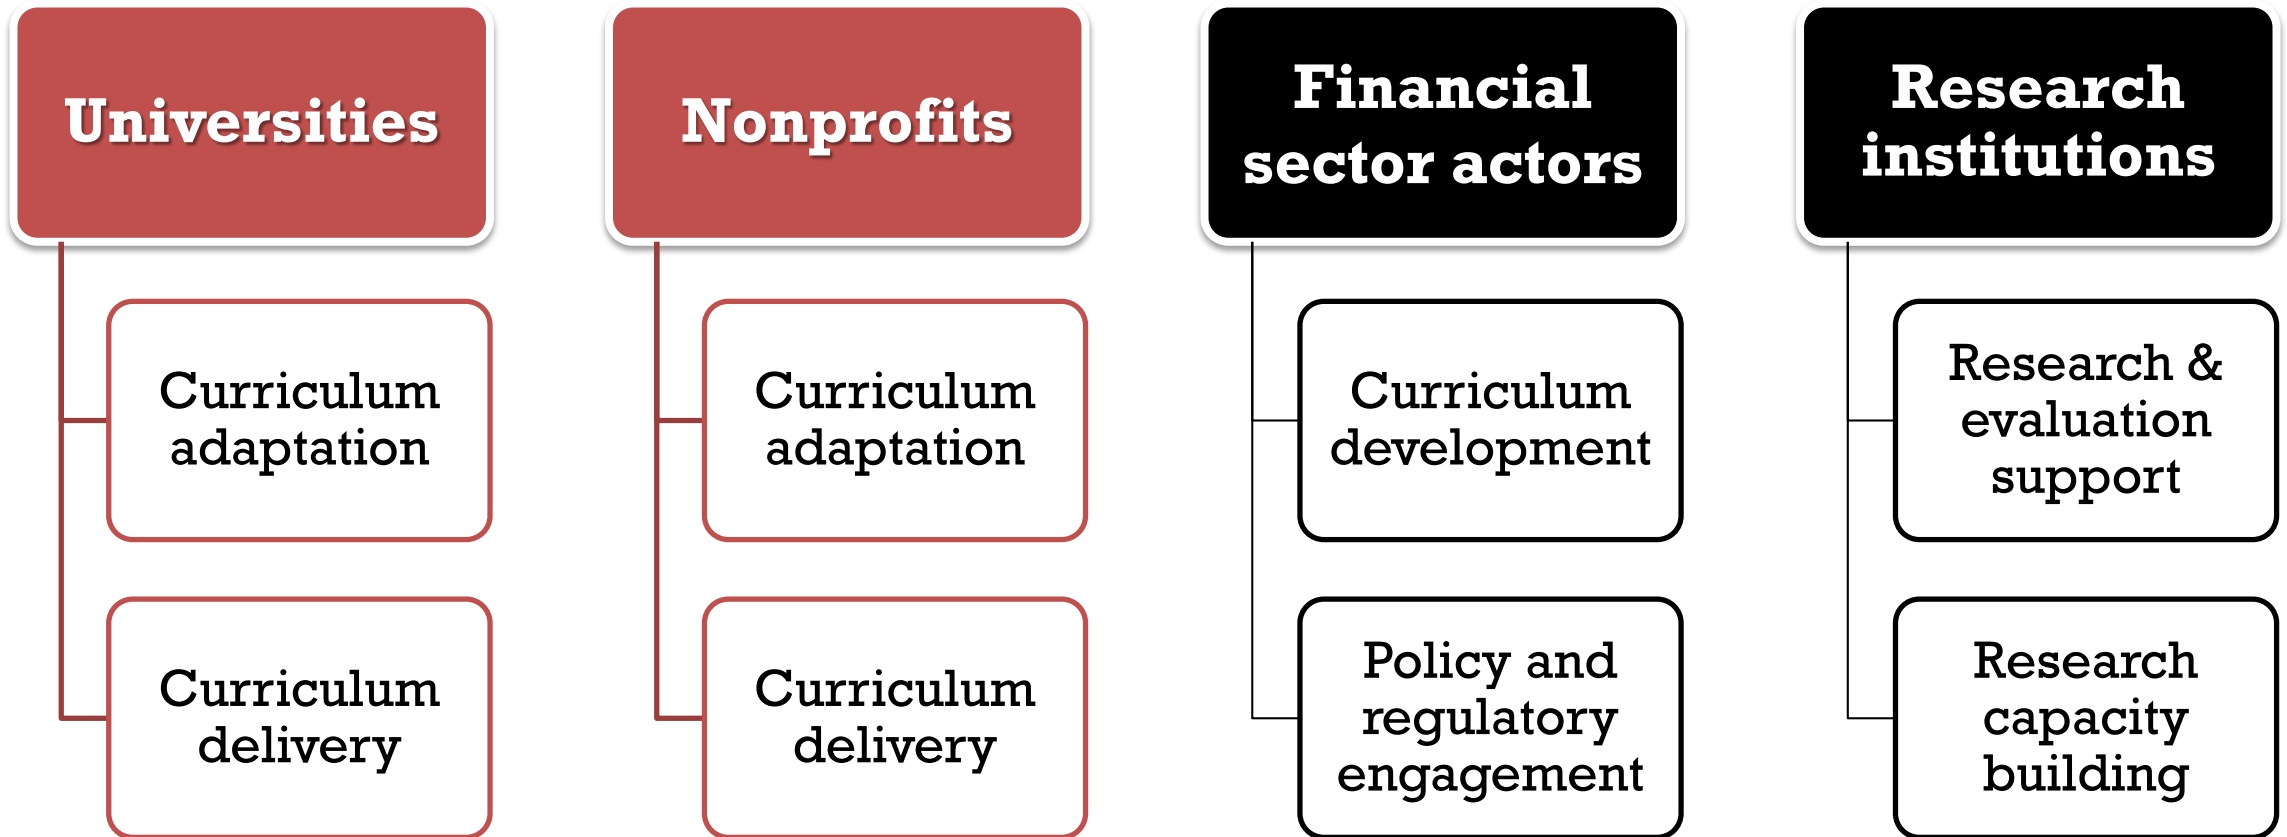 Universities
Curriculum
adaptation
Curriculum
delivery
Nonprofits
Curriculum
adaptation
Curriculum
delivery
Financial
sector actors
Curriculum
development
Policy and
regulatory
engagement
Research
institutions
Research &
evaluation
support
Research
capacity
building